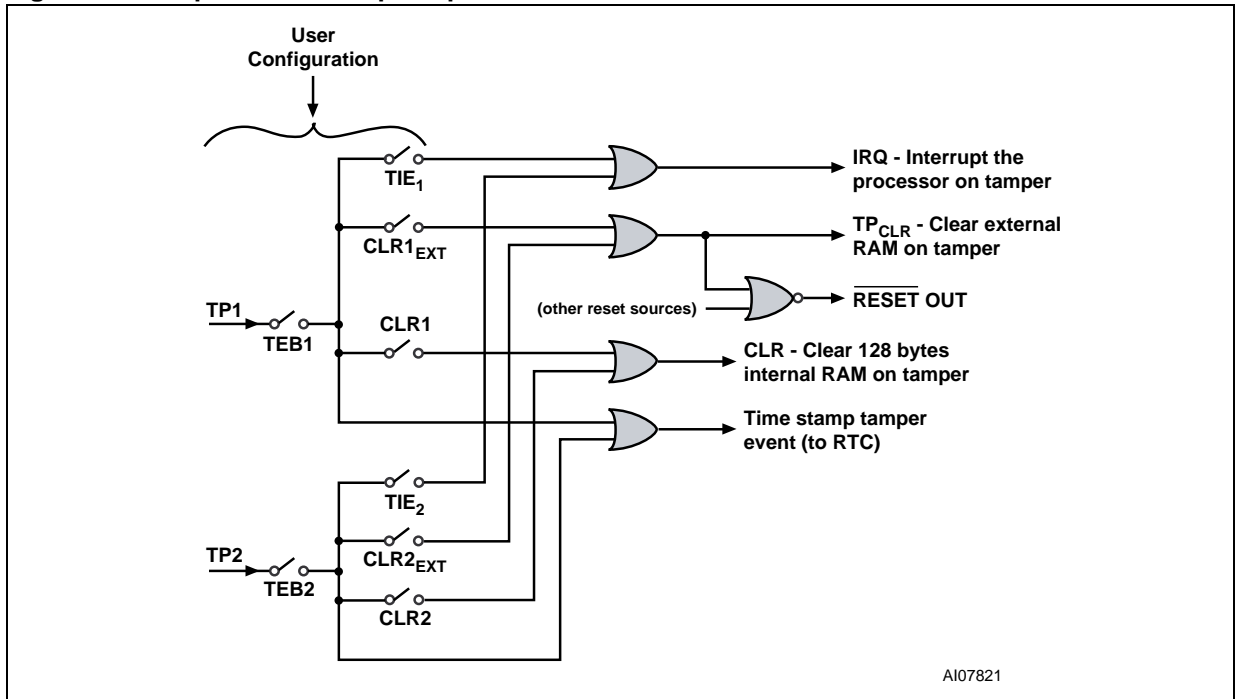 User
Configuration
TIE1
IRQ - Interrupt the
processor on tamper
CLR1EXT
TPCLR - Clear external
RAM on tamper
(other reset sources)
RESET OUT
TP1
TEB1
CLR1
CLR - Clear 128 bytes
internal RAM on tamper
Time stamp tamper
event (to RTC)
TIE2
TP2
TEB2
CLR2EXT
CLR2
AI07821